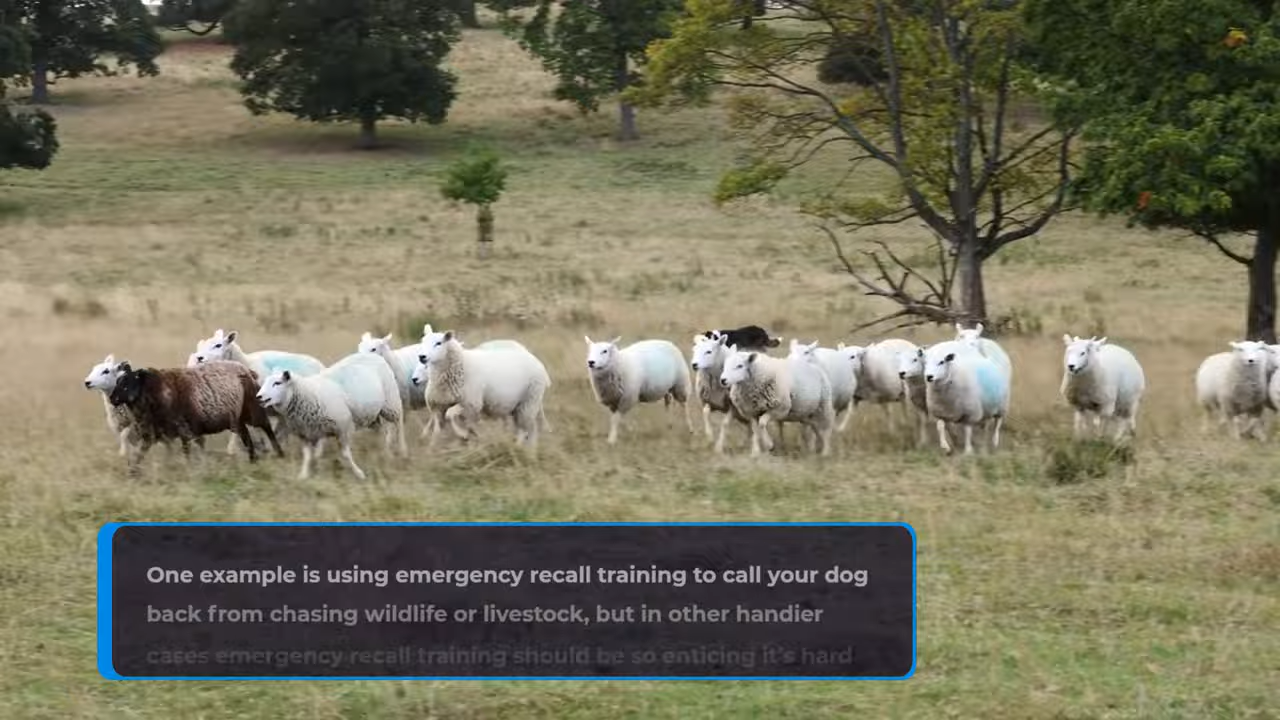 One example is using emergency recall training to call your dog
back from chasing wildlife or livestock, but in other handier
cases emergency recall training should be so enticing it's hard